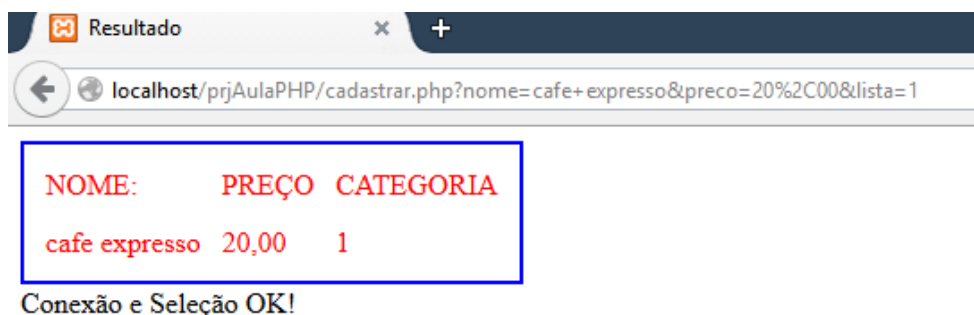 Resultado
localhost/prjAulaPHP/cadastrar.php?nome=cafe+expresso&preco=20%2C00&lista=1
NOME: PREÇO CATEGORIA
cafe expresso 20,00 1
Conexão e Seleção OK!